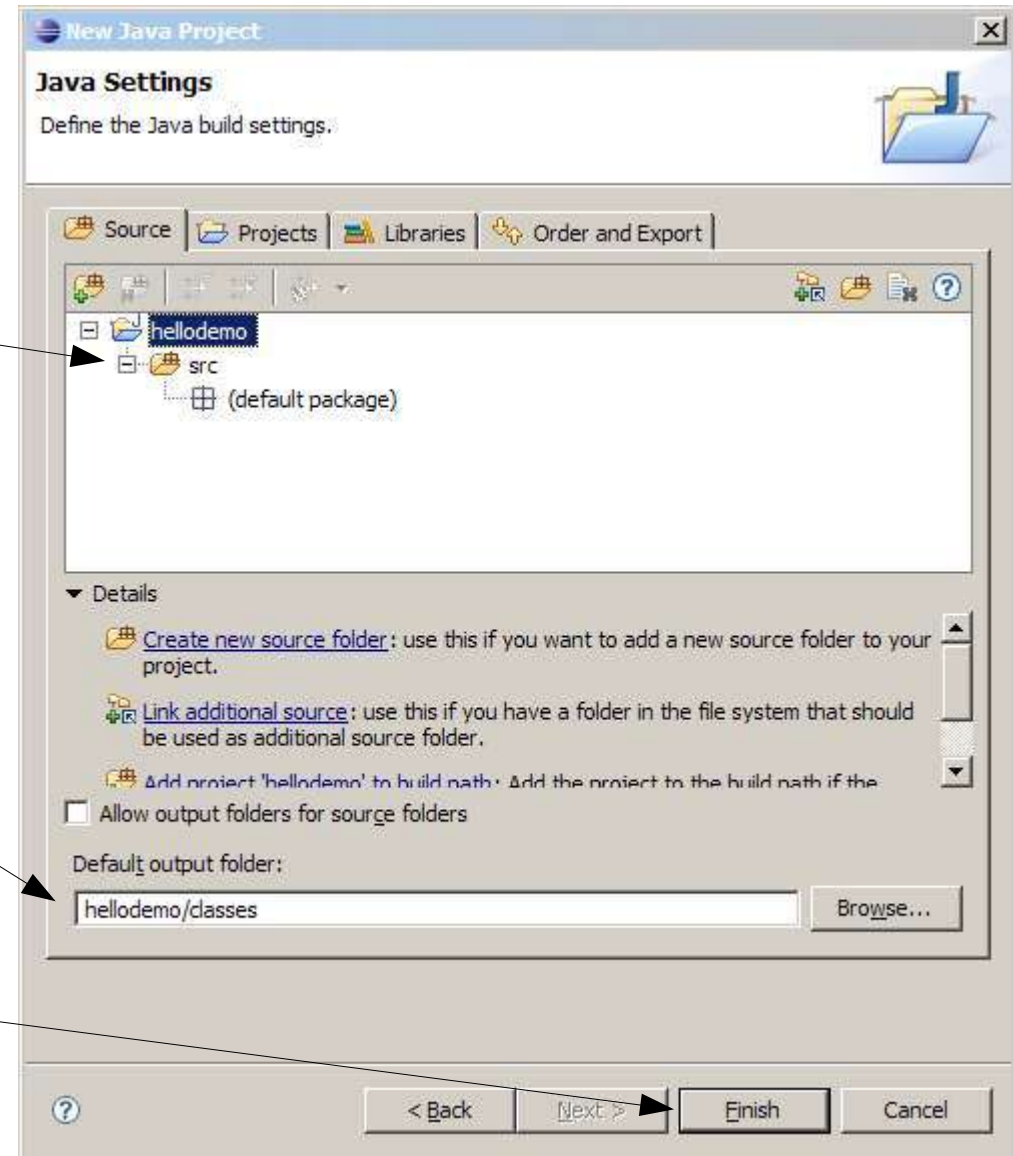 New Java Project
Java Settings
Define the Java build settings.
Source Projects Libraries Order and Export
hellodemo
src
(default package)
Details
Create new source folder: use this if you want to add a new source folder to your
project.
Link additional source: use this if you have a folder in the file system that should
be used as additional source folder.
Add project 'hellodemo' to build path: Add the project to the build path if the
Allow output folders for source folders
Default output folder:
hellodemo/classes Browse...
< Back Next > Finish Cancel